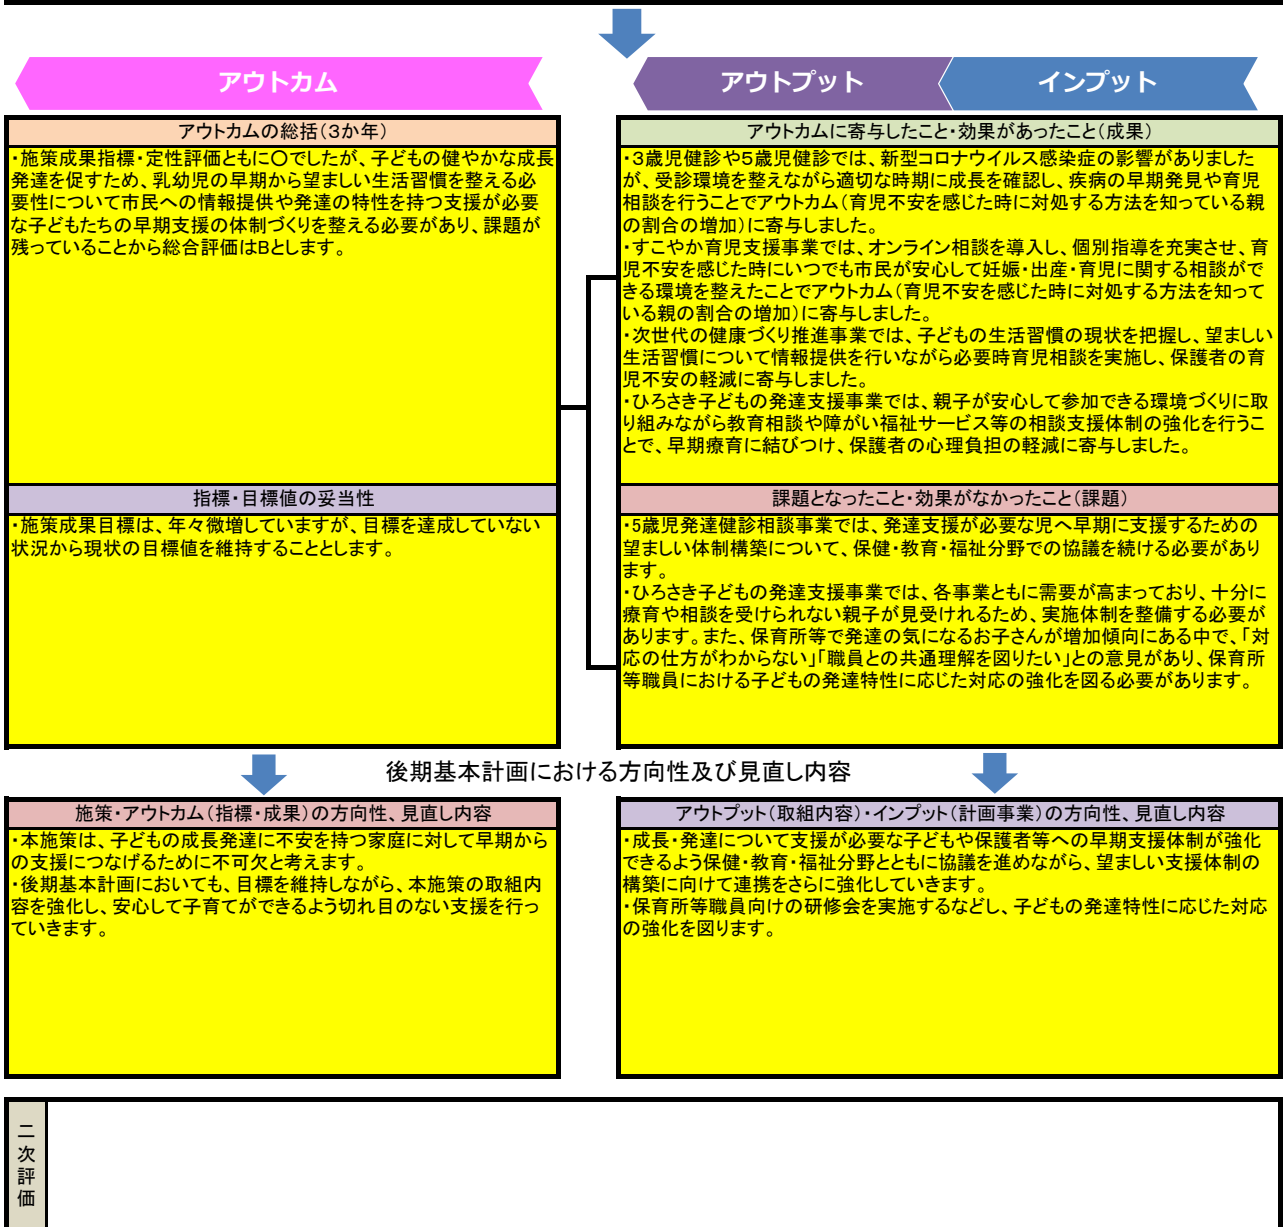 アウトカム
アウトプット
インプット
アウトカムの総括(3か年)
・施策成果指標・定性評価ともに〇でしたが、子どもの健やかな成長
発達を促すため、乳幼児の早期から望ましい生活習慣を整える必
要性について市民への情報提供や発達の特性を持つ支援が必要
な子どもたちの早期支援の体制づくりを整える必要があり、課題が
残っていることから総合評価はBとします。
指標・目標値の妥当性
・施策成果目標は、年々微増していますが、目標を達成していない
状況から現状の目標値を維持することとします。
アウトカムに寄与したこと・効果があったこと(成果)
・3歳児健診や5歳児健診では、新型コロナウイルス感染症の影響がありました
が、受診環境を整えながら適切な時期に成長を確認し、疾病の早期発見や育児
相談を行うことでアウトカム(育児不安を感じた時に対処する方法を知っている親
の割合の増加)に寄与しました。
・すこやか育児支援事業では、オンライン相談を導入し、個別指導を充実させ、育
児不安を感じた時にいつでも市民が安心して妊娠・出産・育児に関する相談がで
きる環境を整えたことでアウトカム(育児不安を感じた時に対処する方法を知って
いる親の割合の増加)に寄与しました。
・次世代の健康づくり推進事業では、子どもの生活習慣の現状を把握し、望ましい
生活習慣について情報提供を行いながら必要時育児相談を実施し、保護者の育
児不安の軽減に寄与しました。
・ひろさき子どもの発達支援事業では、親子が安心して参加できる環境づくりに取
り組みながら教育相談や障がい福祉サービス等の相談支援体制の強化を行うこ
とで、早期療育に結びつけ、保護者の心理負担の軽減に寄与しました。
課題となったこと・効果がなかったこと(課題)
・5歳児発達健診相談事業では、発達支援が必要な児へ早期に支援するための
望ましい体制構築について、保健・教育・福祉分野での協議を続ける必要があり
ます。
・ひろさき子どもの発達支援事業では、各事業ともに需要が高まっており、十分に
療育や相談を受けられない親子が見受けれるため、実施体制を整備する必要が
あります。また、保育所等で発達の気になるお子さんが増加傾向にある中で、「対
応の仕方がわからない」「職員との共通理解を図りたい」との意見があり、保育所
等職員における子どもの発達特性に応じた対応の強化を図る必要があります。
後期基本計画における方向性及び見直し内容
施策・アウトカム(指標・成果)の方向性、見直し内容
・本施策は、子どもの成長発達に不安を持つ家庭に対して早期から
の支援につなげるために不可欠と考えます。
・後期基本計画においても、目標を維持しながら、本施策の取組内
容を強化し、安心して子育てができるよう切れ目のない支援を行っ
ていきます。
アウトプット(取組内容)・インプット(計画事業)の方向性、見直し内容
・成長・発達について支援が必要な子どもや保護者等への早期支援体制が強化
できるよう保健・教育・福祉分野とともに協議を進めながら、望ましい支援体制の
構築に向けて連携をさらに強化していきます。
・保育所等職員向けの研修会を実施するなどし、子どもの発達特性に応じた対応
の強化を図ります。
二次評価